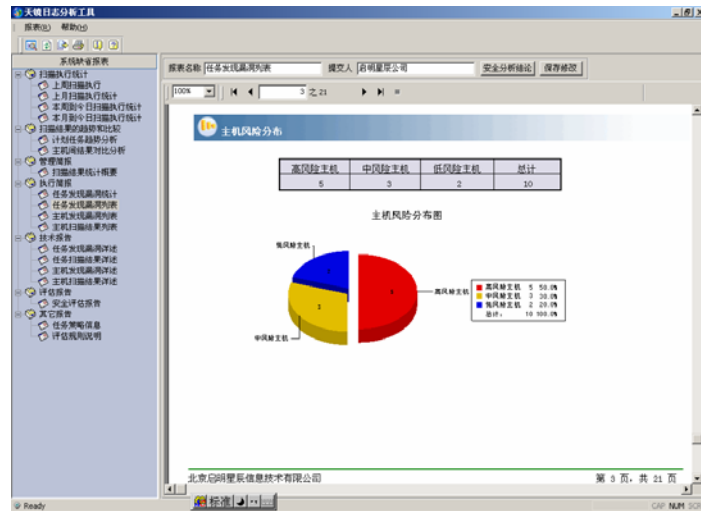 天镜日志分析工具
报表(R) 帮助(H)
系统缺省报表
扫描执行统计
上周扫描执行
上月扫描执行统计
本周到今日扫描执行统计
本月到今日扫描执行统计
扫描结果的趋势和比较
计划任务趋势分析
主机间结果对比分析
管理简报
扫描结果统计概要
执行简报
任务发现漏洞统计
任务发现漏洞列表
主机发现漏洞列表
主机扫描结果列表
技术报告
任务发现漏洞详述
任务扫描结果详述
主机发现漏洞详述
主机扫描结果详述
评估报告
安全评估报告
其它报告
任务策略信息
评估规则说明
报表名称 任务发现漏洞列表 提交人 启明星辰公司 安全分析结论 保存修改
100% 3 之 21
主机风险分布
高风险主机 中风险主机 低风险主机 总计
5 3 2 10
主机风险分布图
低风险主机
高风险主机
中风险主机
3
高风险主机 5 50.0%
中风险主机 3 30.0%
低风险主机 2 20.0%
总计: 10 100.0%
北京启明星辰信息技术有限公司 第 3 页, 共 21 页
标准
Ready CAP NUM SCR